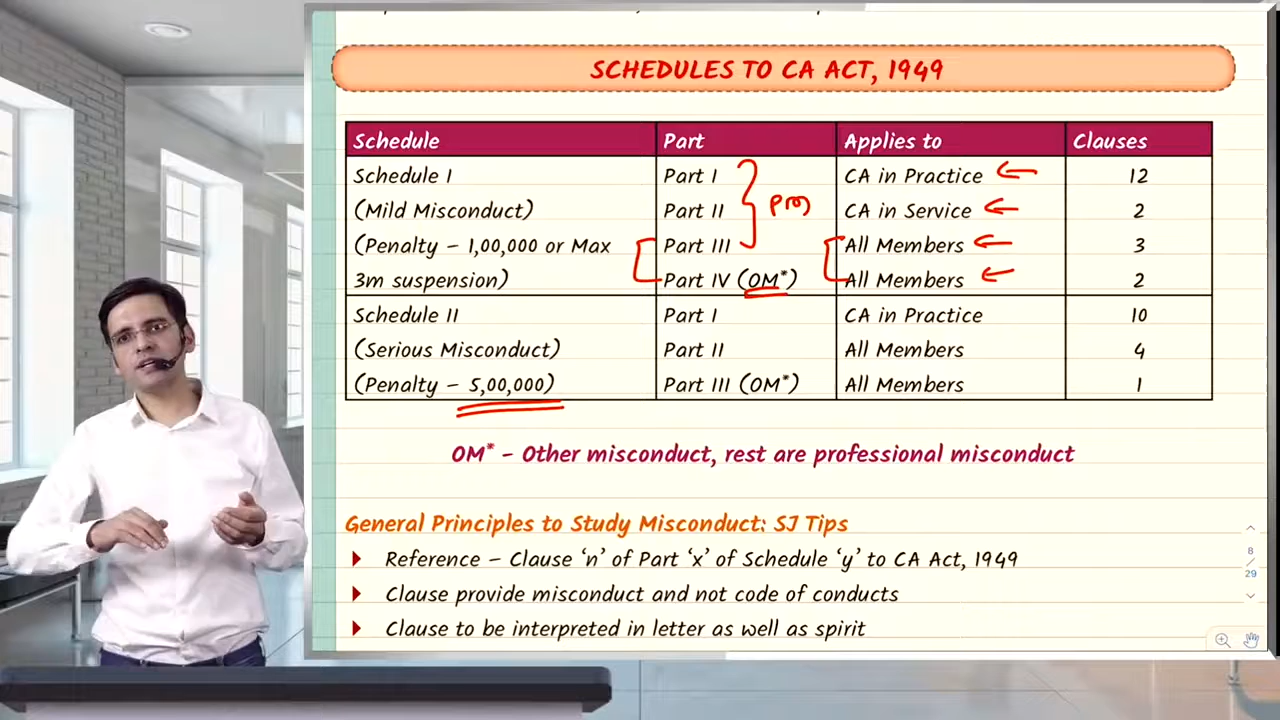 SCHEDULES TO CA ACT, 1949
Schedule Part Applies to Clauses
Schedule I Part I CA in Practice 12
(Mild Misconduct) Part II CA in Service 2
PM
(Penalty – 1,00,000 or Max Part III All Members 3
3m suspension) Part IV (OM*) All Members 2
Schedule II Part I CA in Practice 10
(Serious Misconduct) Part II All Members 4
(Penalty – 5,00,000) Part III (OM*) All Members 1
OM* - Other misconduct, rest are professional misconduct
General Principles to Study Misconduct: SJ Tips
Reference – Clause ‘n’ of Part ‘x’ of Schedule ‘y’ to CA Act, 1949
Clause provide misconduct and not code of conducts
Clause to be interpreted in letter as well as spirit
8
/
29